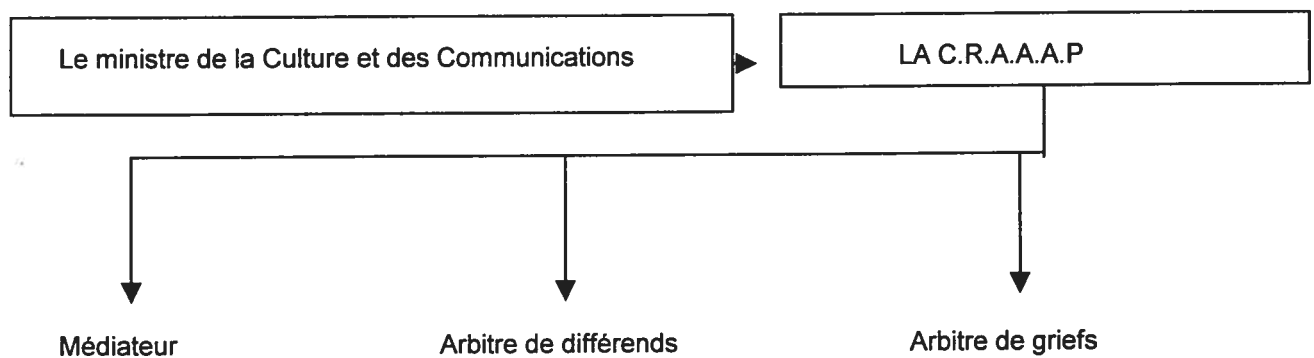 Le ministre de la Culture et des Communications
LA C.R.A.A.A.P
Médiateur
Arbitre de différends
Arbitre de griefs